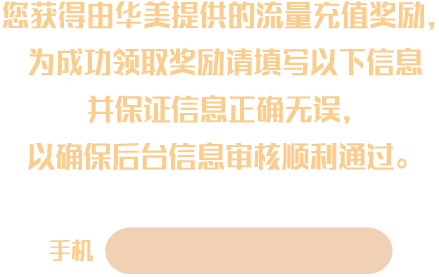 您获得由华美提供的流量充值奖励，
为成功领取奖励请填写以下信息
并保证信息正确无误，
以确保后台信息审核顺利通过。
手机